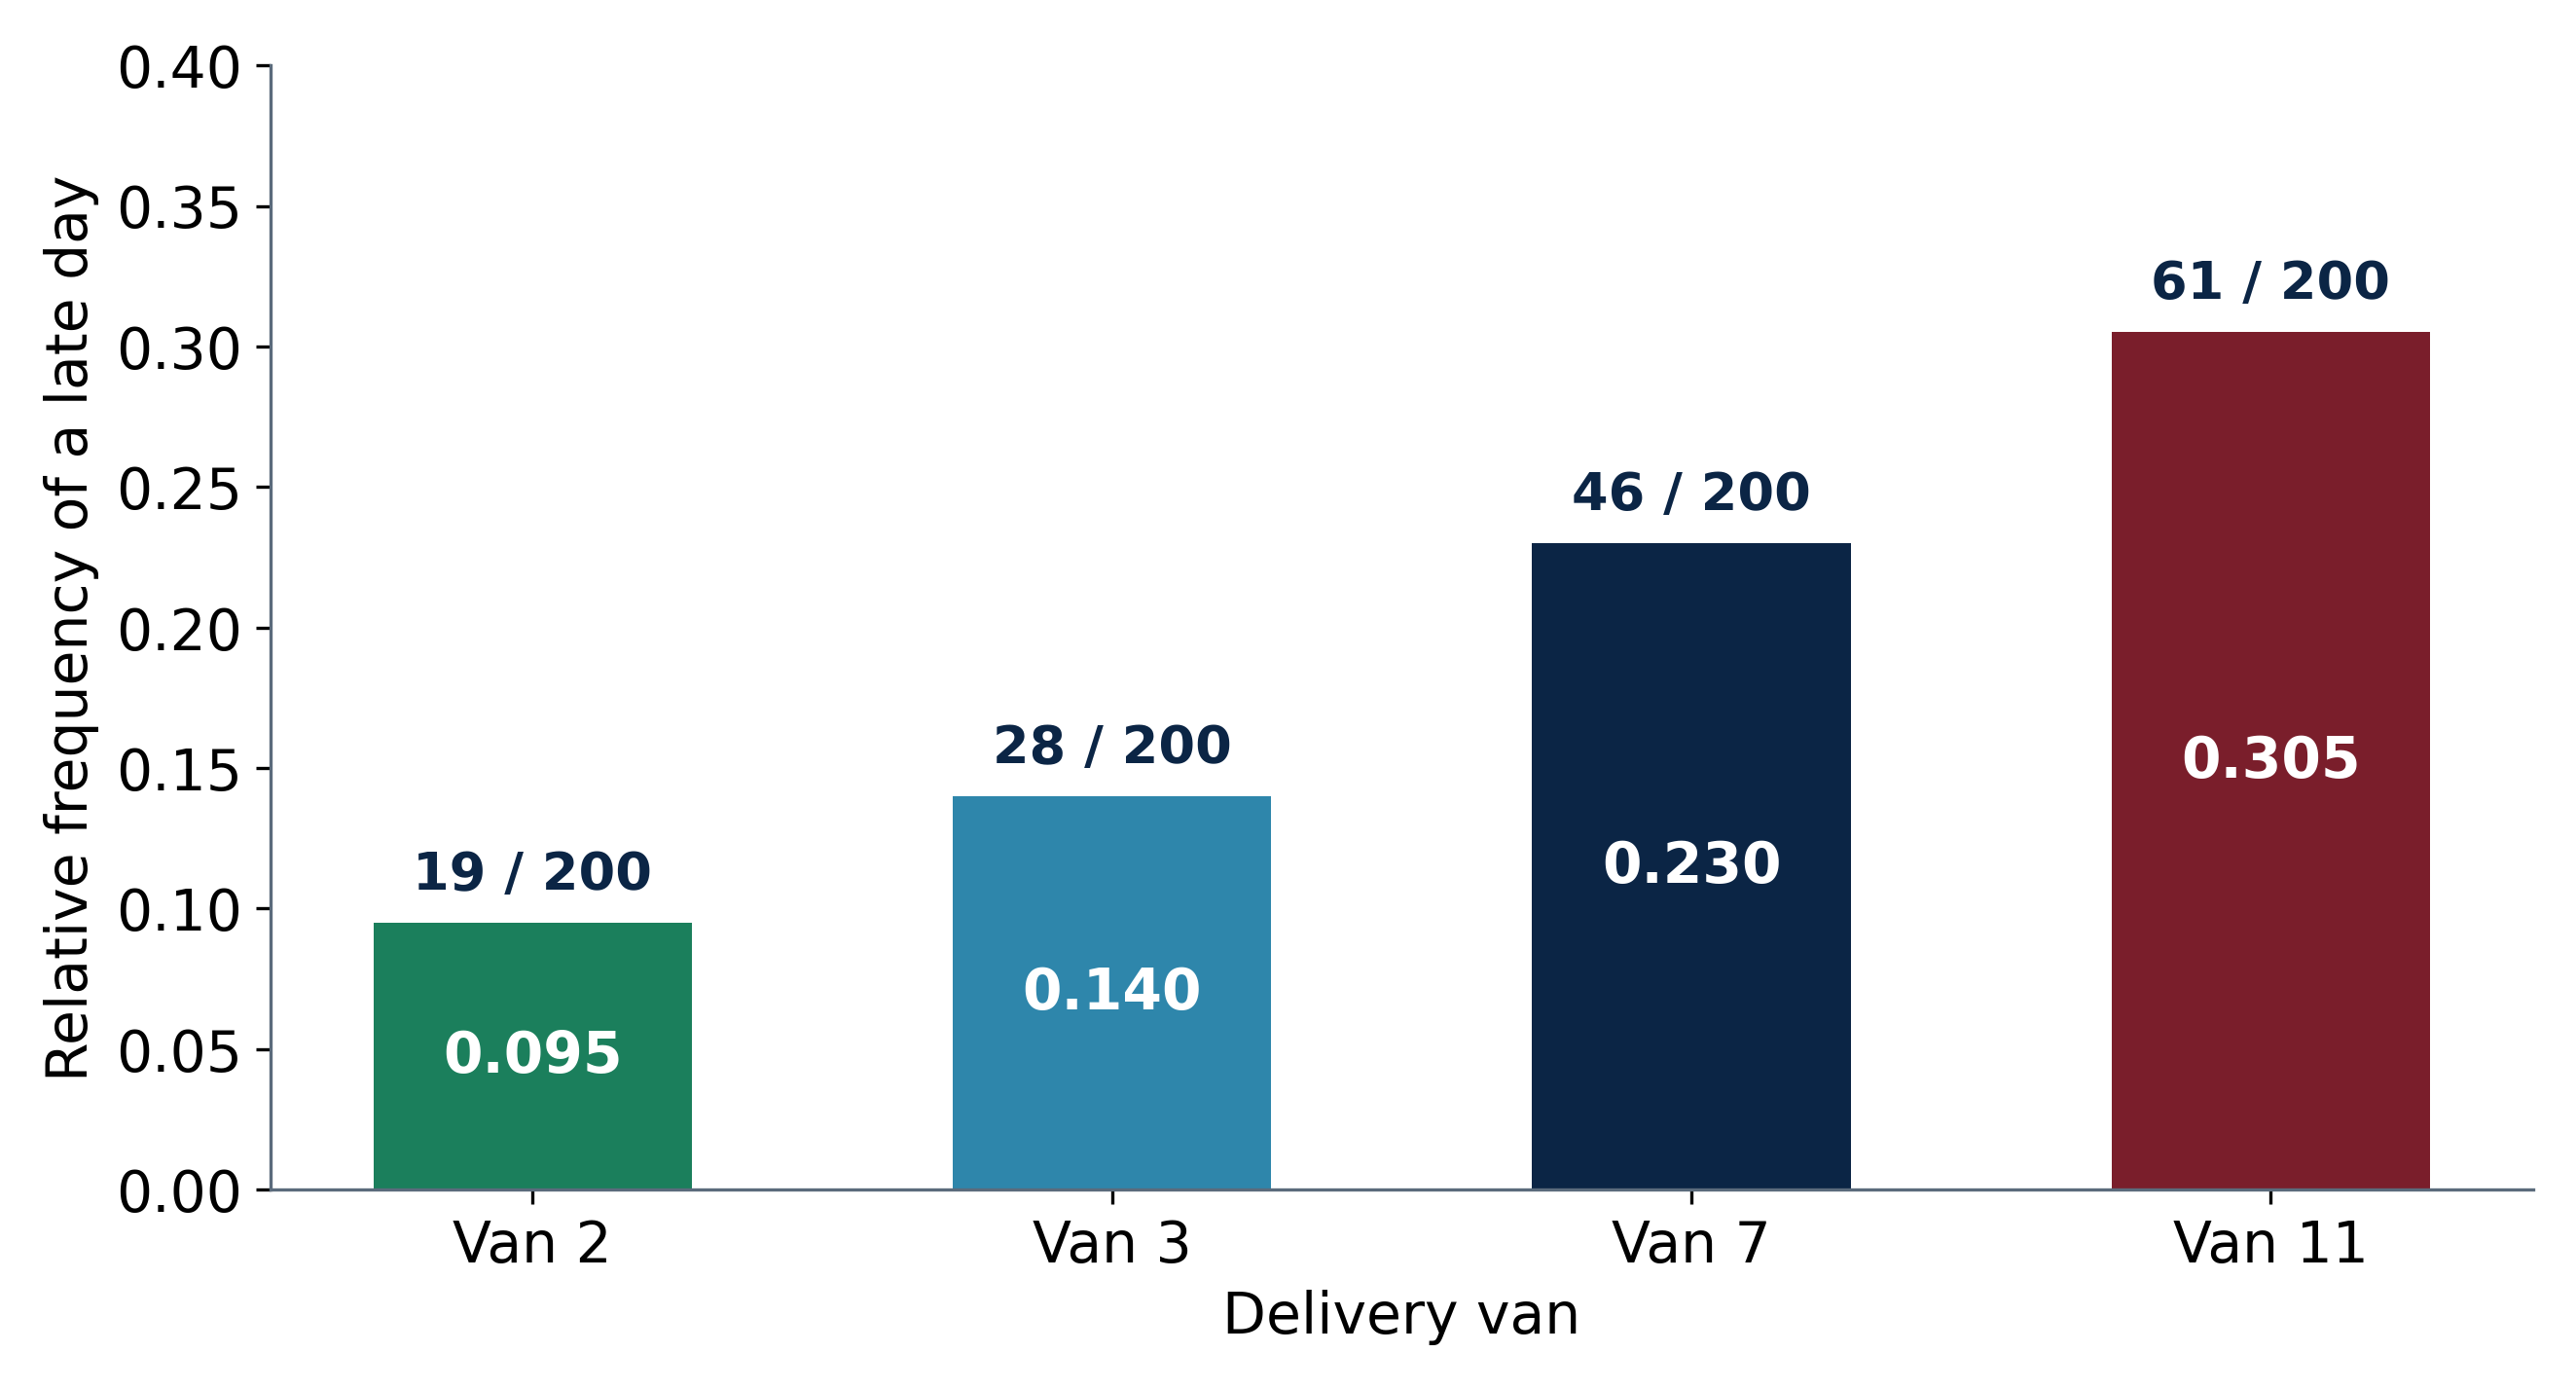 Relative frequency of a late day
0.40
0.35
0.30
0.25
0.20
0.15
0.10
0.05
0.00
19 / 200
0.095
28 / 200
0.140
46 / 200
0.230
61 / 200
0.305
Van 2
Van 3
Van 7
Van 11
Delivery van